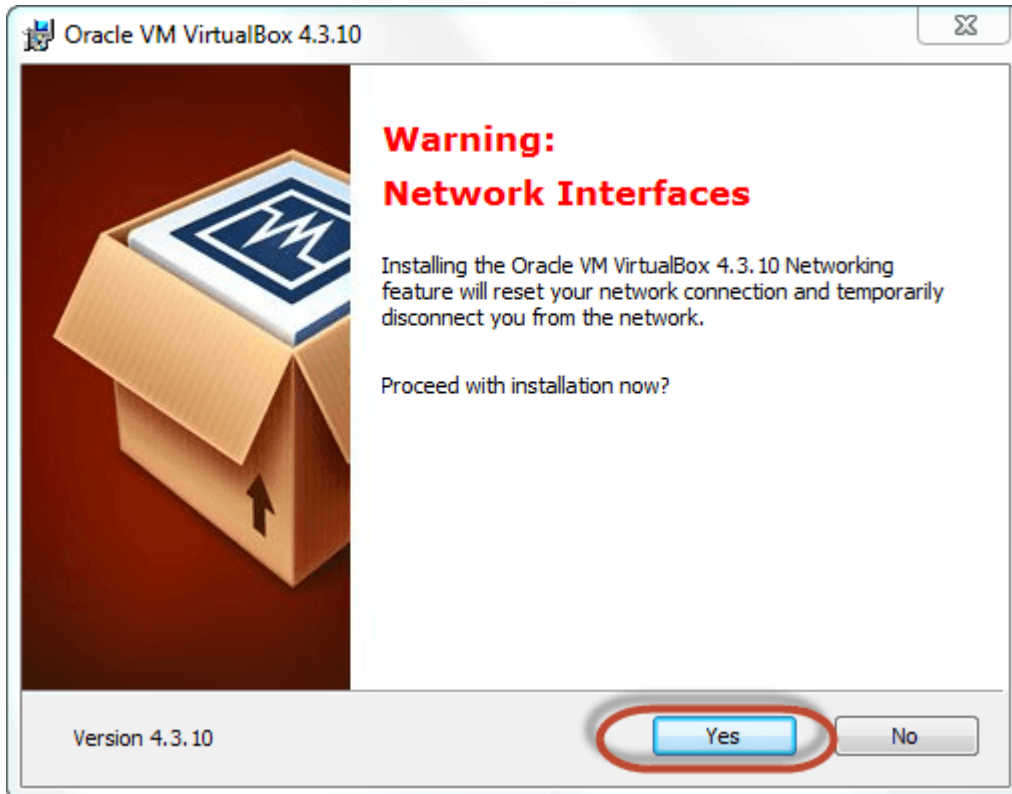 Oracle VM VirtualBox 4.3.10
Warning:
Network Interfaces
Installing the Oracle VM VirtualBox 4.3.10 Networking
feature will reset your network connection and temporarily
disconnect you from the network.
Proceed with installation now?
Version 4.3.10
Yes
No